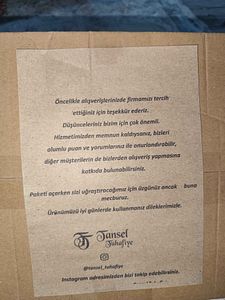 Öncelikle alışverişlerinizde firmamızı tercih
ettiğiniz için teşekkür ederiz.
Düşünceleriniz bizim için çok önemli.
Hizmetimizden memnun kaldıysanız, bizleri
olumlu puan ve yorumlarınız ile onurlandırabilir,
diğer müşterilerin de bizlerden alışveriş yapmasına
katkıda bulunabilirsiniz.
Paketi açarken sizi uğraştıracağımız için üzgünüz ancak buna
mecburuz.
Ürünümüzü iyi günlerde kullanmanız dileklerimizle.
Tansel
Tuhafiye
@tansel_tuhafiye
Instagram adresimizden bizi takip edebilirsiniz.